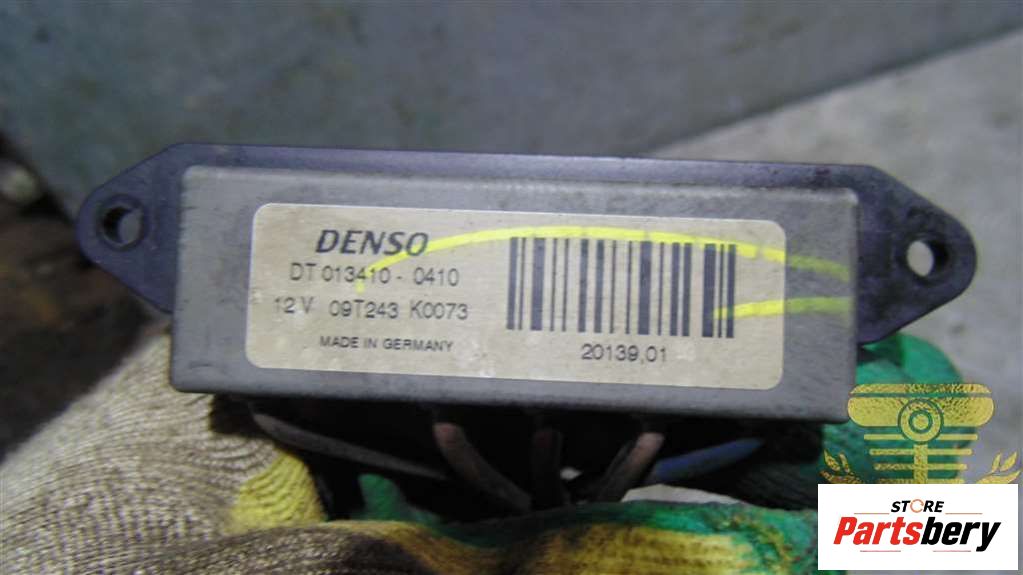 DENSO
DT 013410 - 0410
12 V 09T243 K0073
MADE IN GERMANY
20139,01
STORE
Partsbery